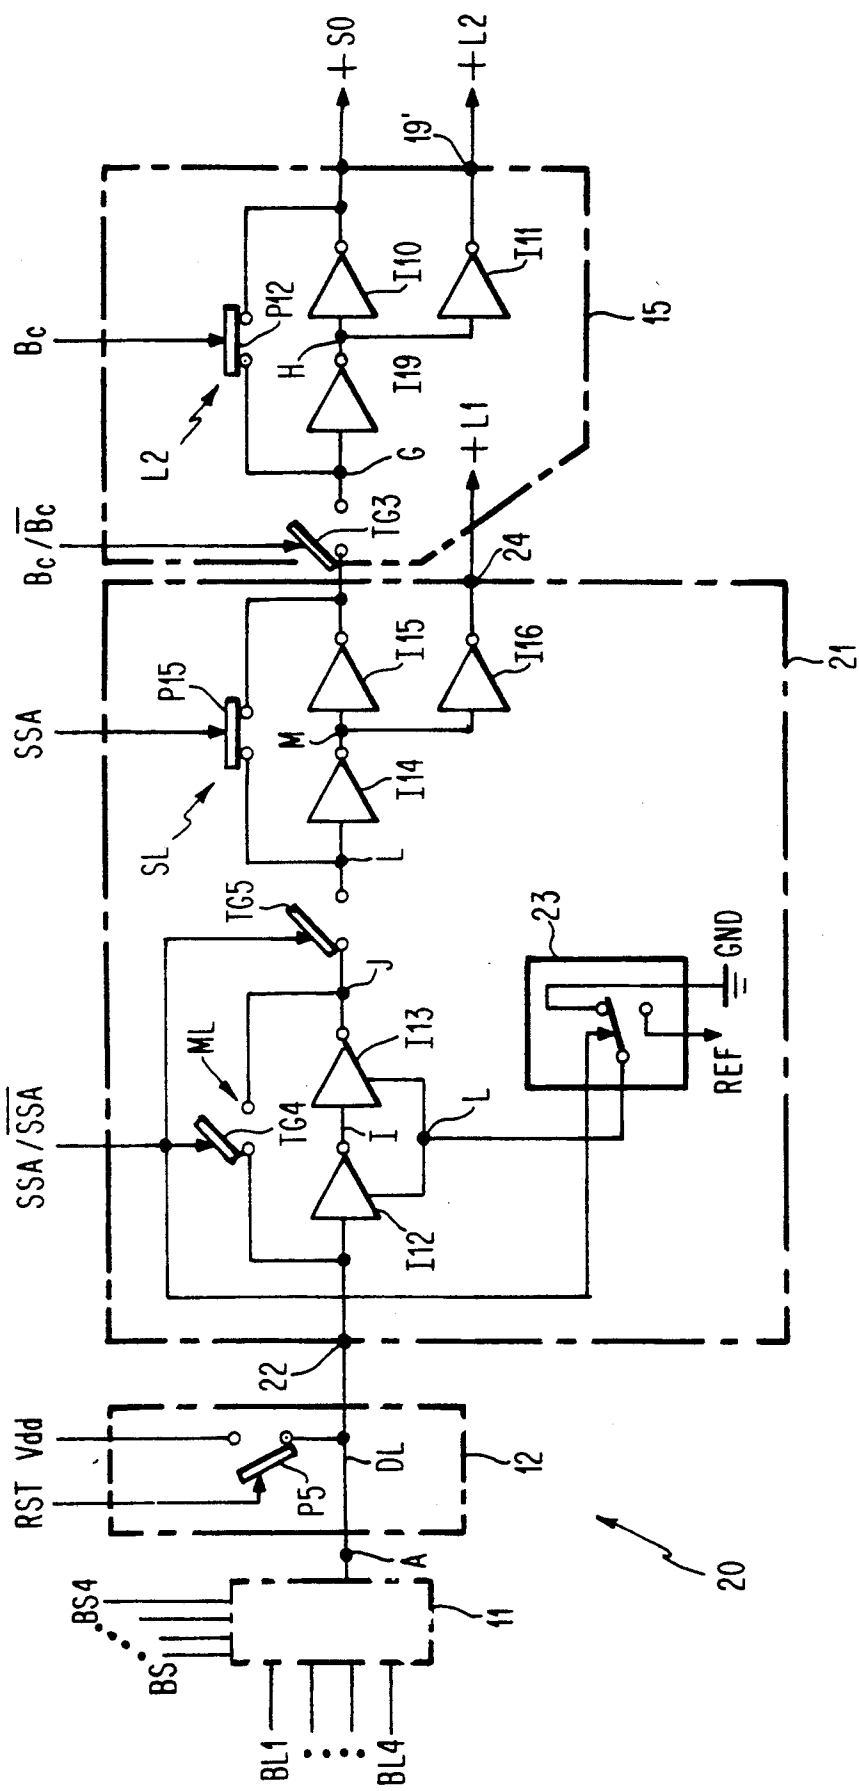 BS4
BS
BL1
BL4
11
A
RST
Vdd
P5
DL
12
20
22
SSA/S̅S̅A̅
TG4
ML
TG5
I12
I
I13
J
L
23
REF
GND
21
SSA
SL
P15
L
I14
M
I15
I16
24
+L1
Bc/B̅c̅
TG3
Bc
L2
P12
G
H
I19
I10
I11
15
19'
+S0
+L2